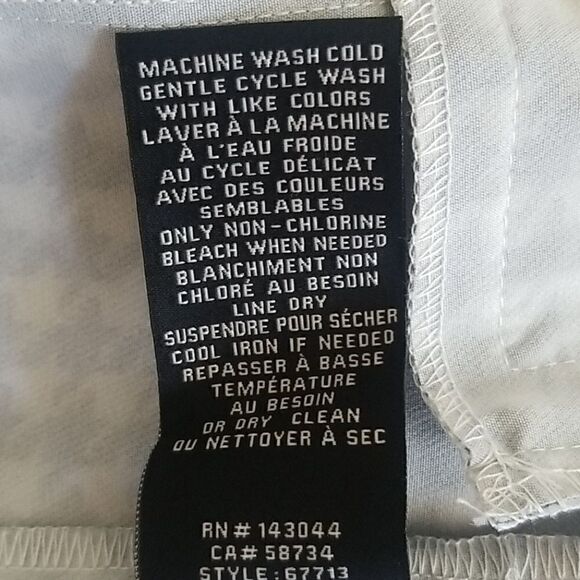 MACHINE WASH COLD
GENTLE CYCLE WASH
WITH LIKE COLORS
LAVER À LA MACHINE
À L'EAU FROIDE
AU CYCLE DÉLICAT
AVEC DES COULEURS
SEMBLABLES
ONLY NON-CHLORINE
BLEACH WHEN NEEDED
BLANCHIMENT NON
CHLORÉ AU BESOIN
LINE DRY
SUSPENDRE POUR SÉCHER
COOL IRON IF NEEDED
REPASSER À BASSE
TEMPÉRATURE
AU BESOIN
OR DRY CLEAN
OU NETTOYER À SEC
RN# 143044
CA# 58734
STYLE: 67713